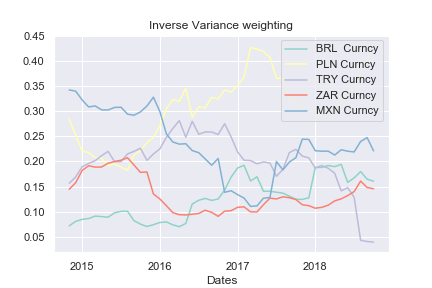 Inverse Variance weighting
0.45
0.40
0.35
0.30
0.25
0.20
0.15
0.10
0.05
BRL Curncy
PLN Curncy
TRY Curncy
ZAR Curncy
MXN Curncy
2015 2016 2017 2018
Dates